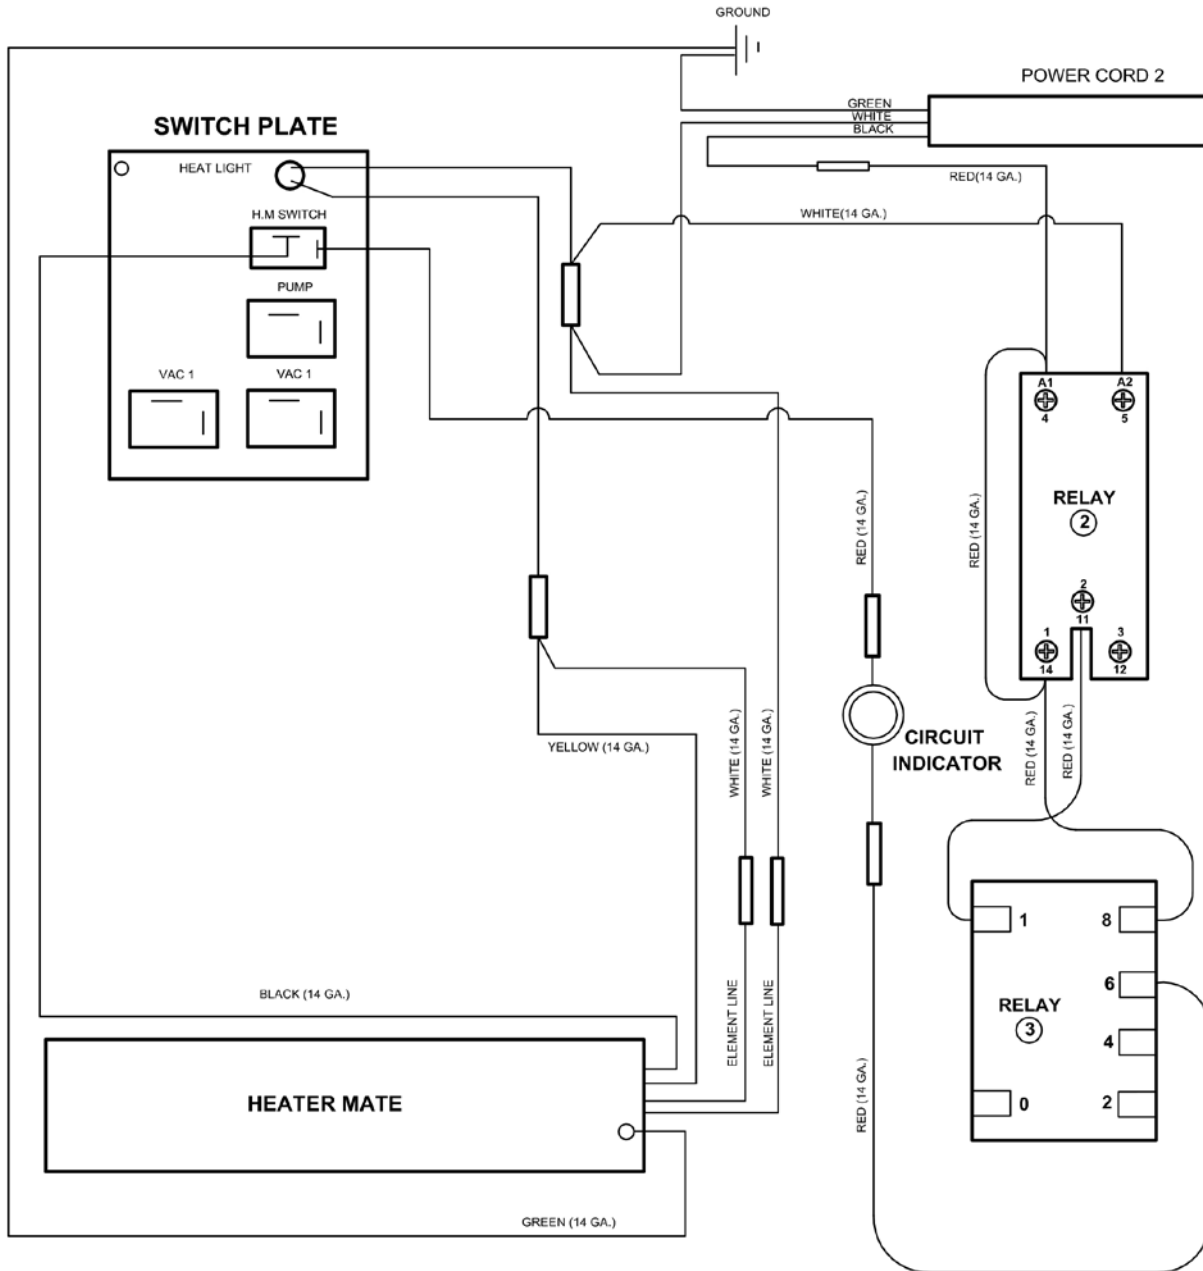 GROUND
POWER CORD 2
GREEN
WHITE
BLACK
RED(14 GA.)
SWITCH PLATE
HEAT LIGHT
H.M SWITCH
PUMP
VAC 1
VAC 1
WHITE(14 GA.)
A1
A2
4
5
RED (14 GA.)
RED (14 GA.)
RELAY
2
2
11
1
3
14
12
RED (14 GA.)
RED (14 GA.)
CIRCUIT
INDICATOR
YELLOW (14 GA.)
WHITE (14 GA.)
WHITE (14 GA.)
1
8
6
RELAY
3
4
0
2
ELEMENT LINE
ELEMENT LINE
RED (14 GA.)
BLACK (14 GA.)
HEATER MATE
GREEN (14 GA.)